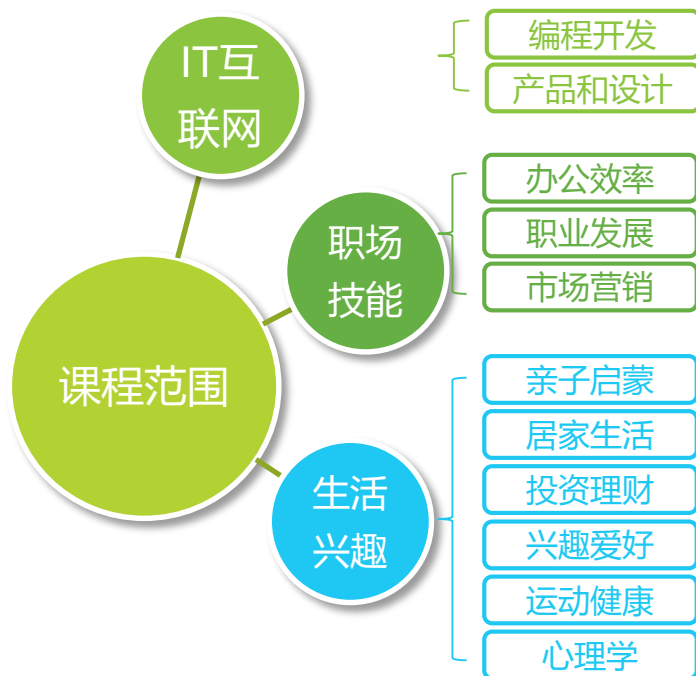 IT互
联网
编程开发
产品和设计
职场
技能
办公效率
职业发展
市场营销
课程范围
生活
兴趣
亲子启蒙
居家生活
投资理财
兴趣爱好
运动健康
心理学